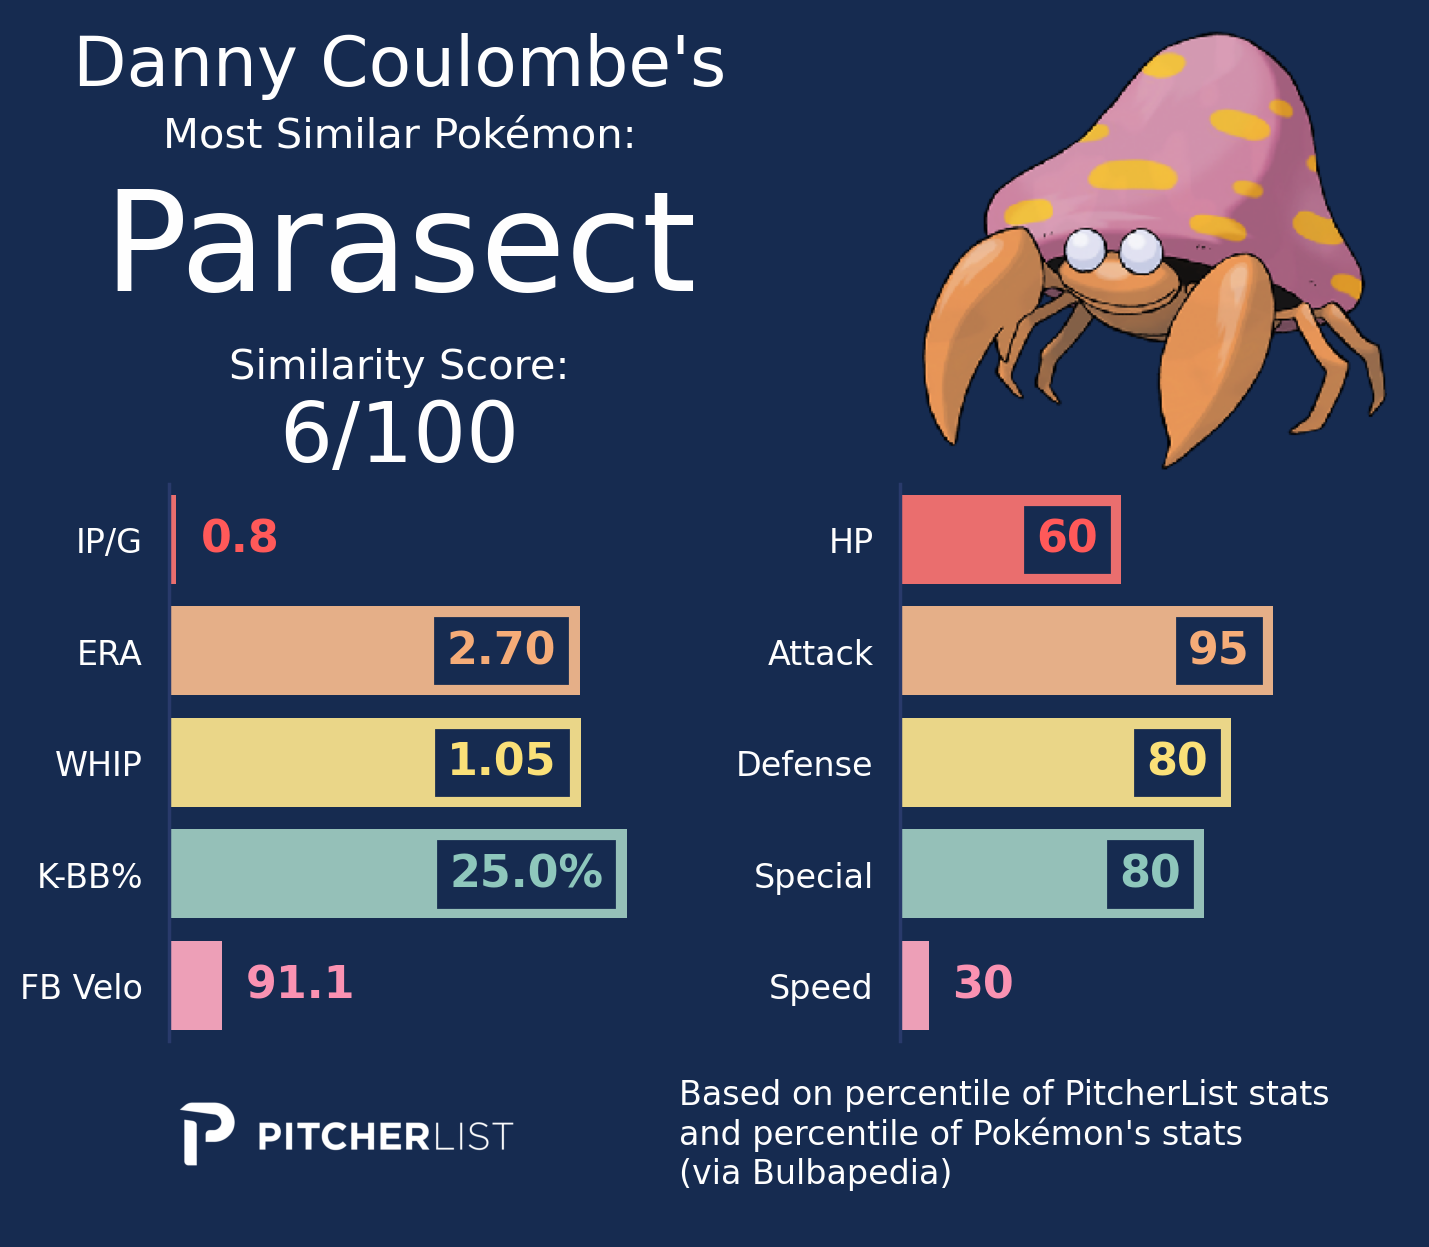 Danny Coulombe's
Most Similar Pokémon:
Parasect
Similarity Score:
6/100
IP/G 0.8
ERA 2.70
WHIP 1.05
K-BB% 25.0%
FB Velo 91.1
HP 60
Attack 95
Defense 80
Special 80
Speed 30
PITCHERLIST
Based on percentile of PitcherList stats
and percentile of Pokémon's stats
(via Bulbapedia)